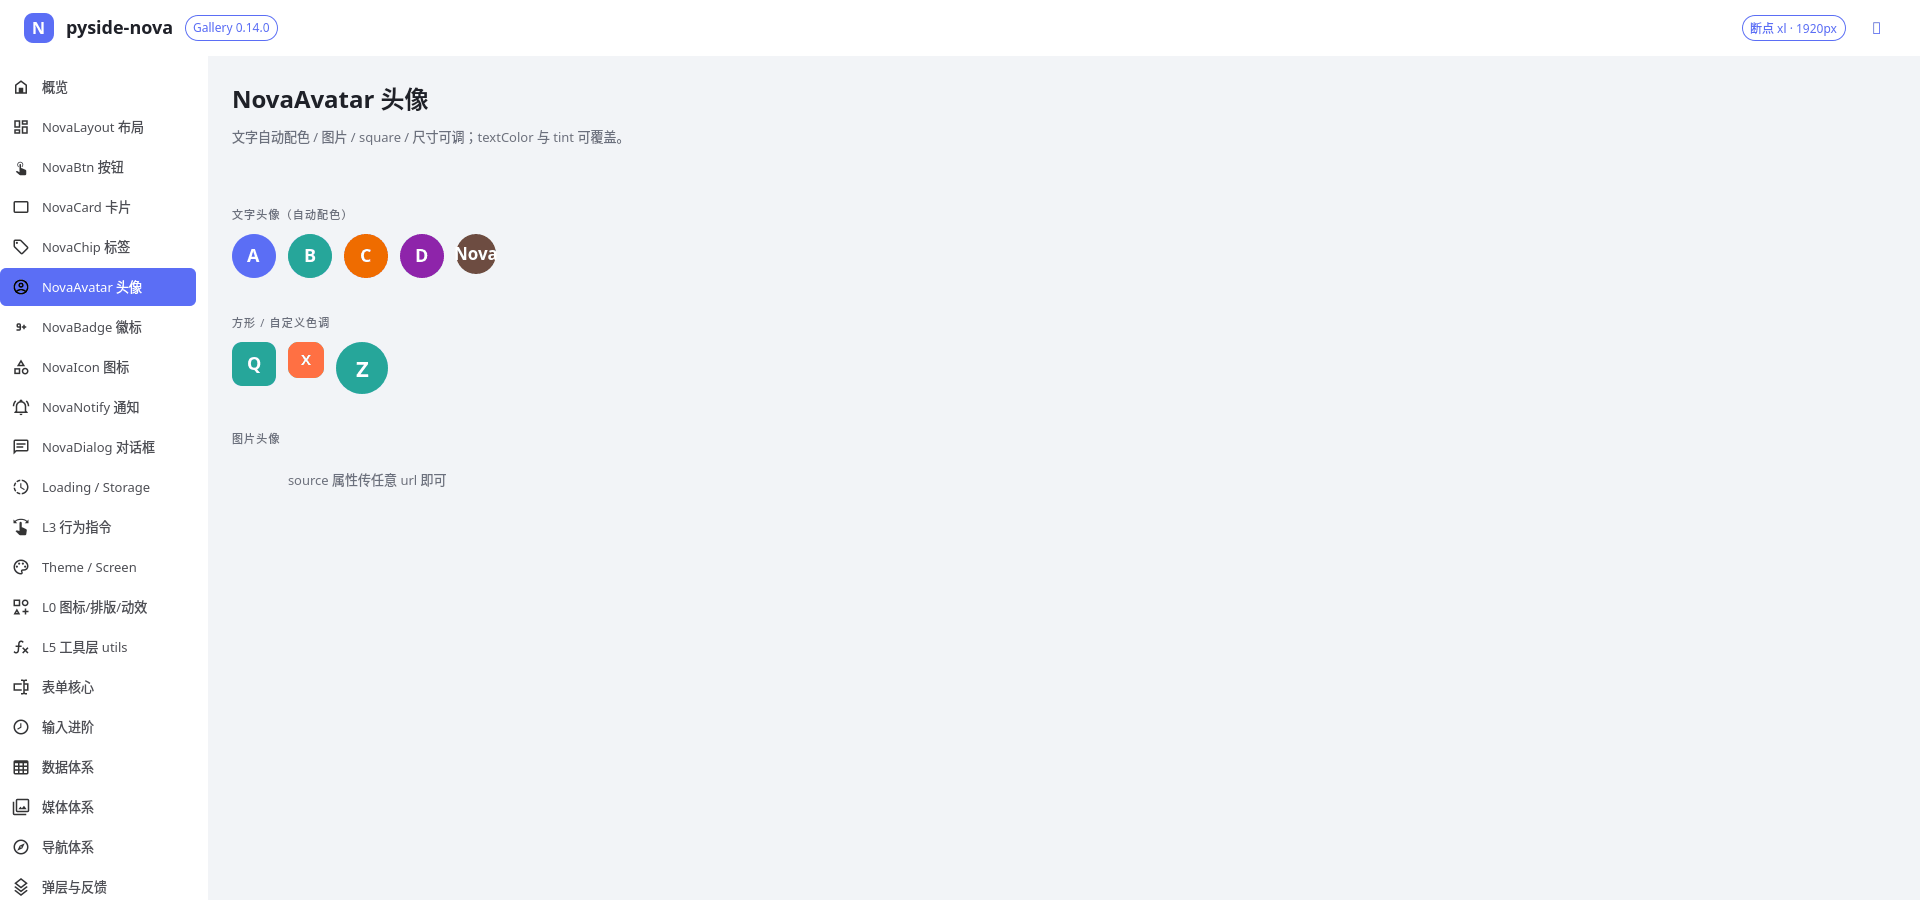 N pyside-nova Gallery 0.14.0 断点 xl · 1920px
概览
NovaLayout 布局
NovaBtn 按钮
NovaCard 卡片
NovaChip 标签
NovaAvatar 头像
NovaBadge 徽标
NovaIcon 图标
NovaNotify 通知
NovaDialog 对话框
Loading / Storage
L3 行为指令
Theme / Screen
L0 图标/排版/动效
L5 工具层 utils
表单核心
输入进阶
数据体系
媒体体系
导航体系
弹层与反馈
NovaAvatar 头像
文字自动配色 / 图片 / square / 尺寸可调；textColor 与 tint 可覆盖。
文字头像（自动配色）
A B C D Nova
方形 / 自定义色调
Q X Z
图片头像
source 属性传任意 url 即可